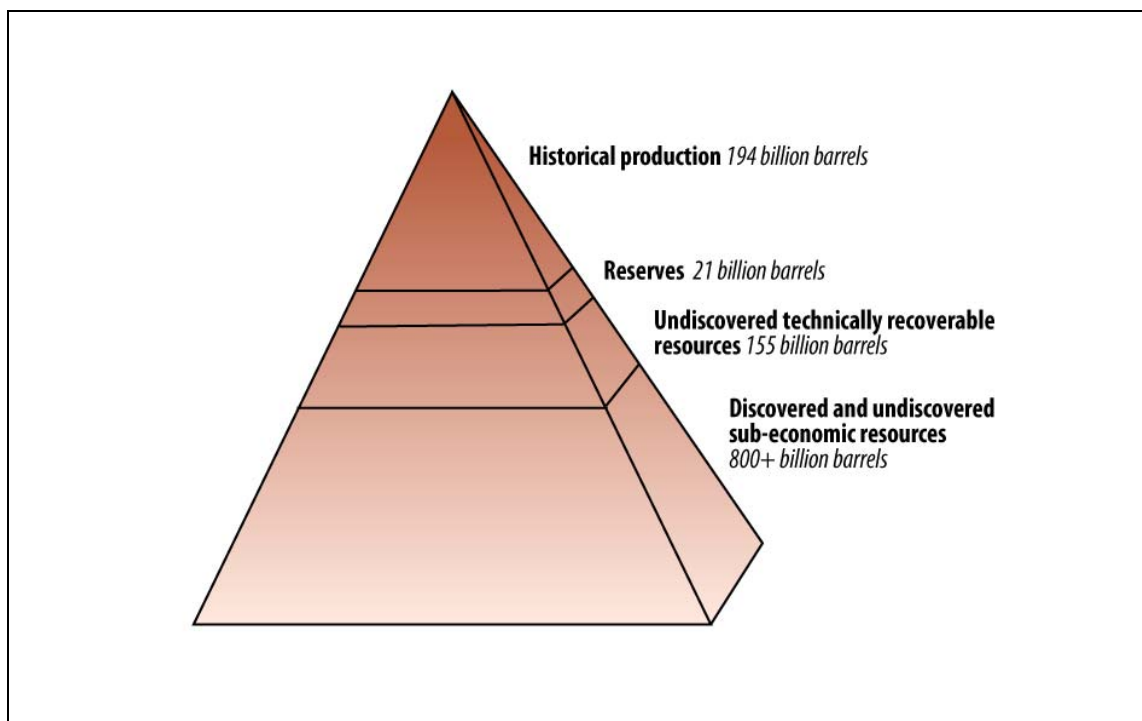 Historical production 194 billion barrels
Reserves 21 billion barrels
Undiscovered technically recoverable
resources 155 billion barrels
Discovered and undiscovered
sub-economic resources
800+ billion barrels